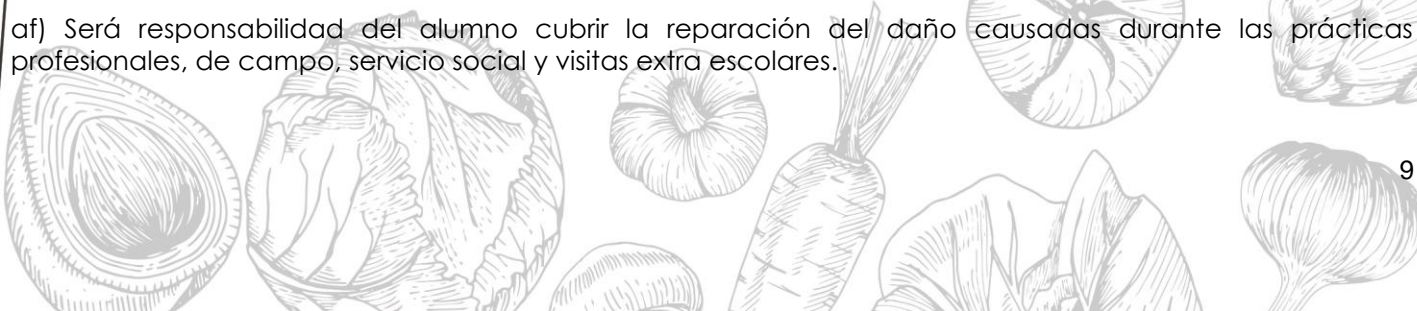 af) Será responsabilidad del alumno cubrir la reparación del daño causadas durante las prácticas
profesionales, de campo, servicio social y visitas extra escolares.
9